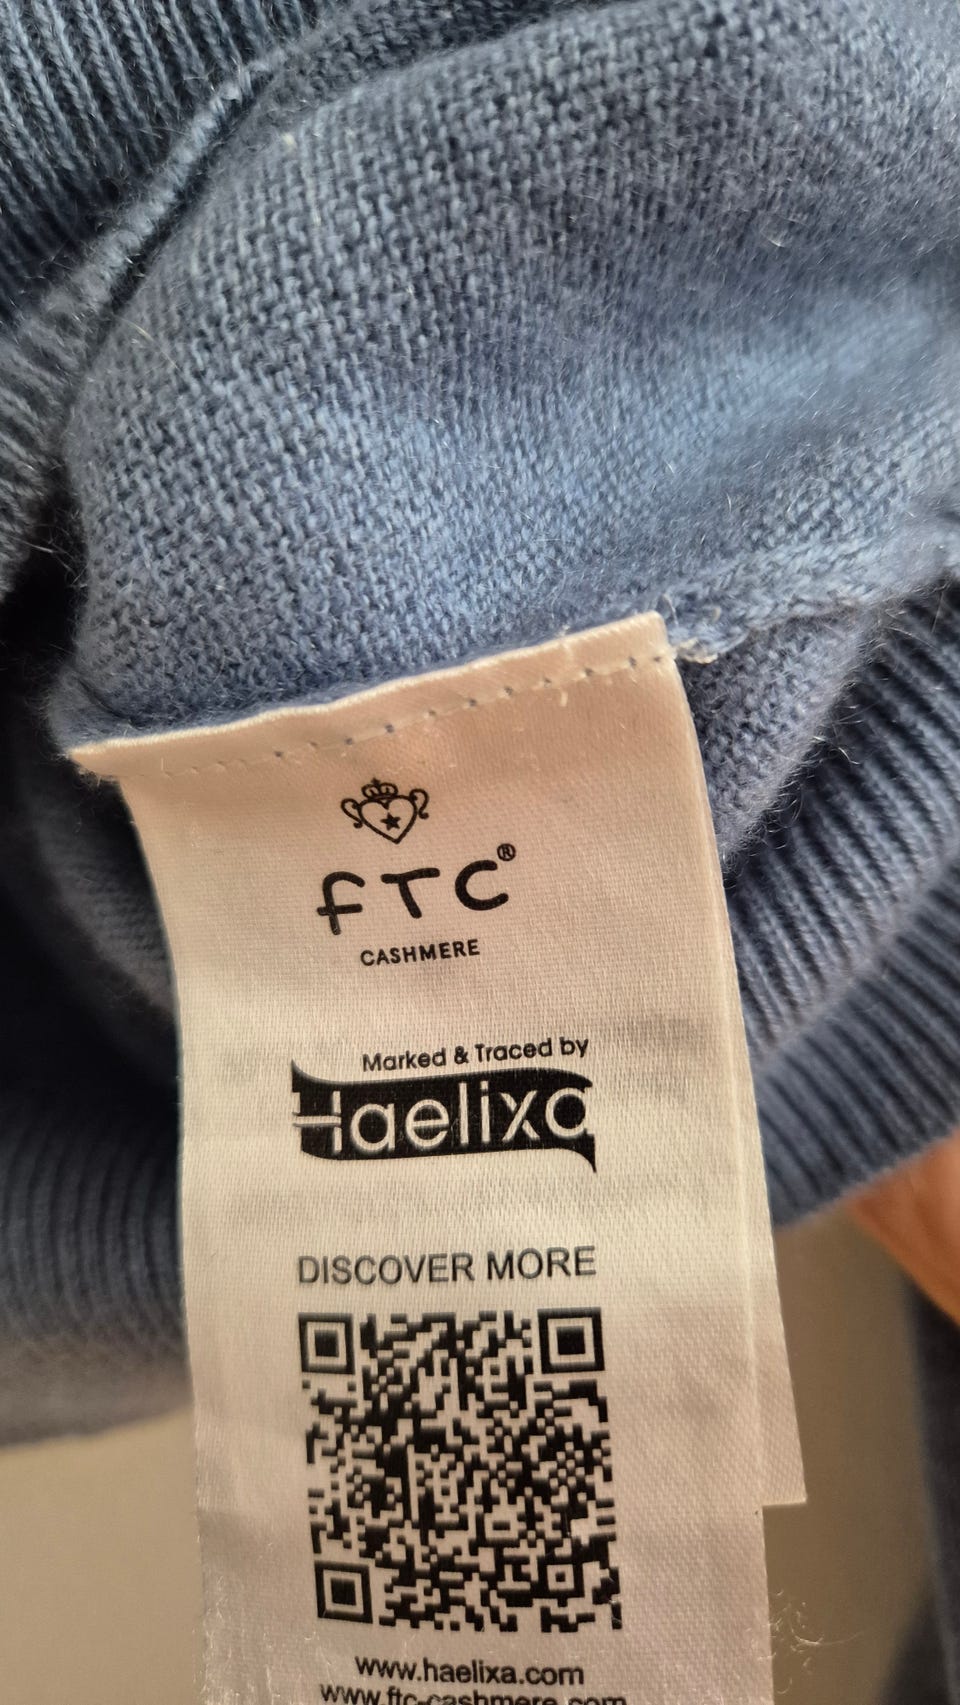 FTC®
CASHMERE
Marked & Traced by
Haelixa
DISCOVER MORE
www.haelixa.com
www.ftc-cashmere.com